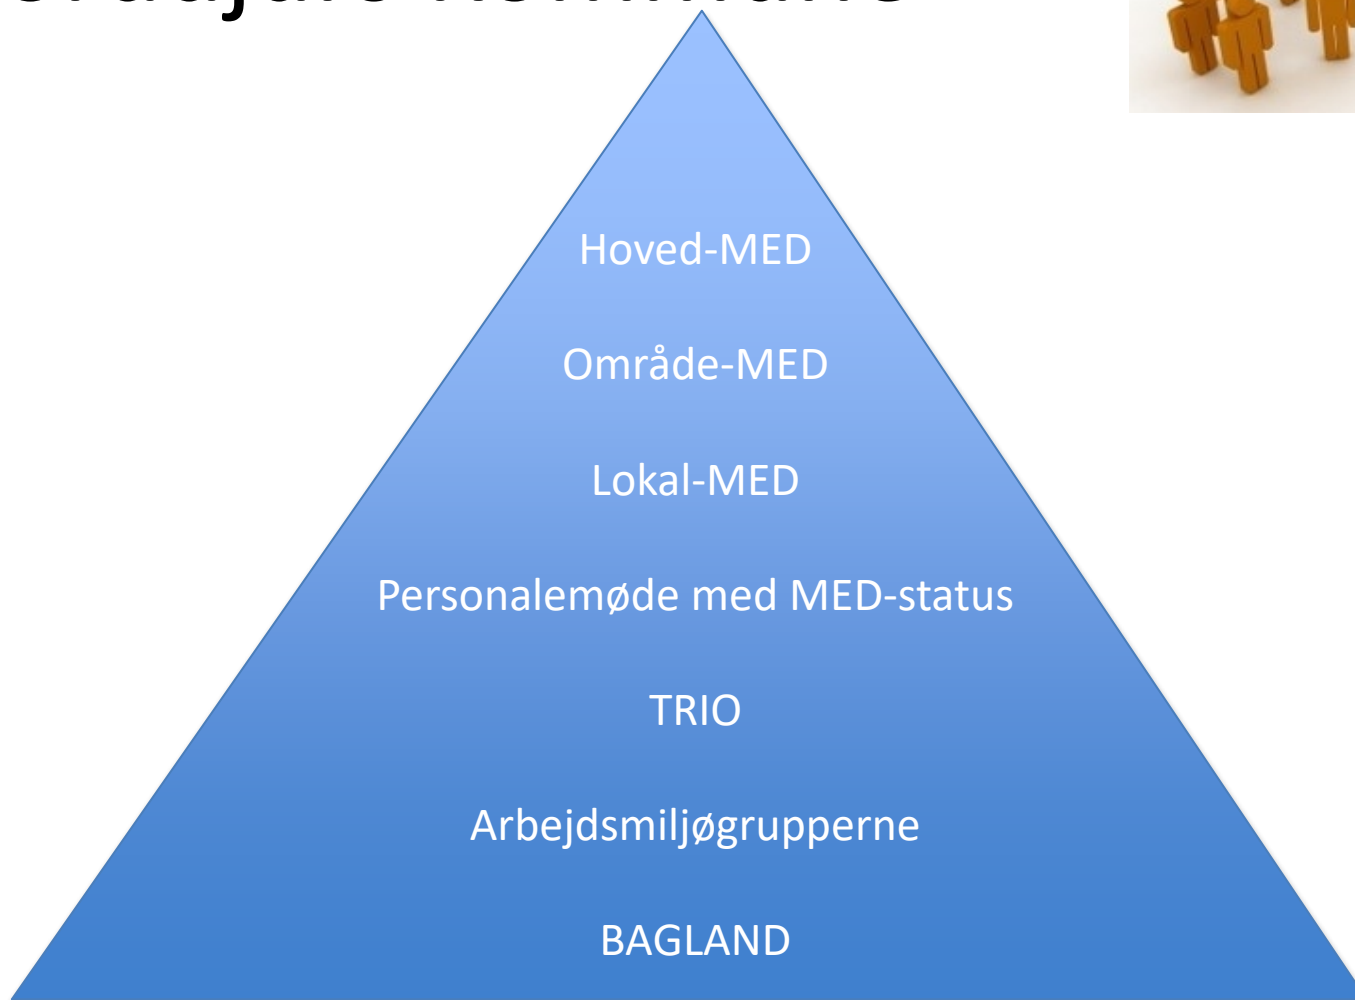 Hoved-MED
Område-MED
Lokal-MED
Personalemøde med MED-status
TRIO
Arbejdsmiljøgrupperne
BAGLAND